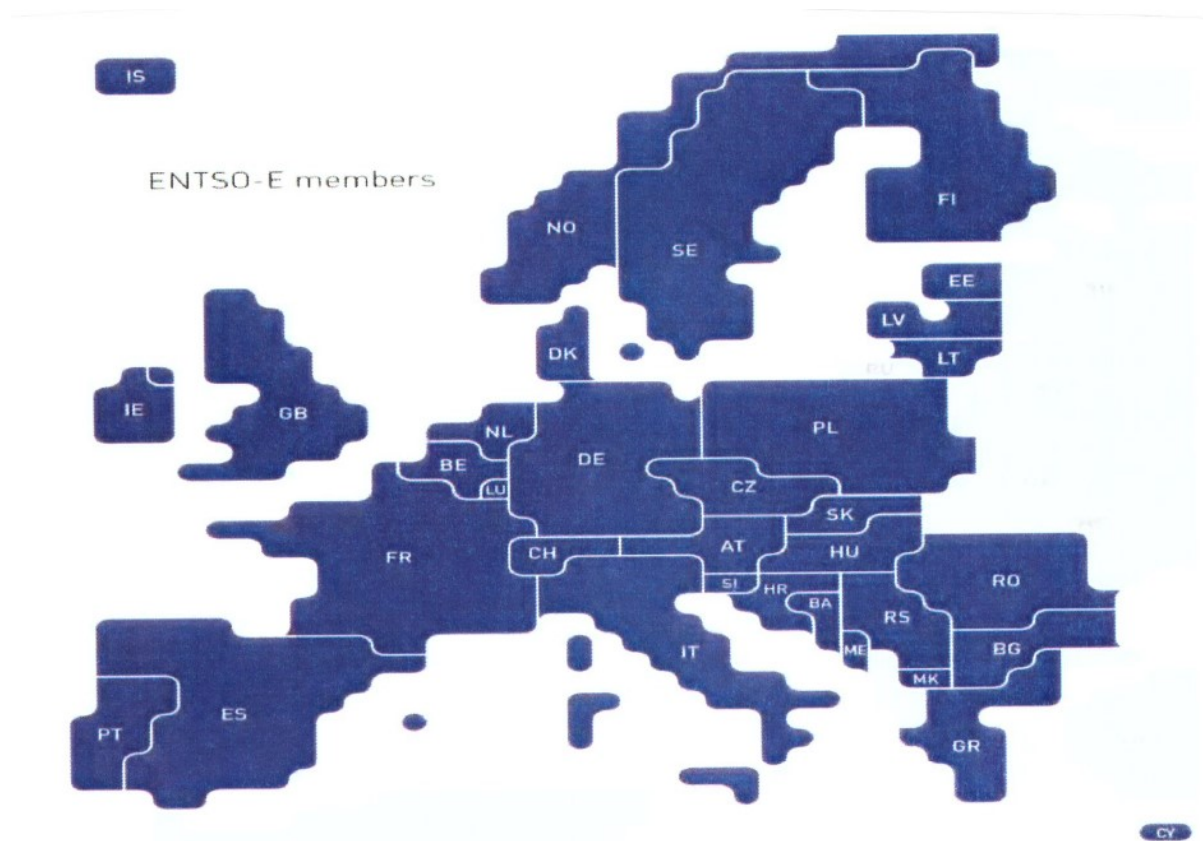 IS
ENTSO-E members
NO
SE
FI
EE
LV
LT
DK
IE
GB
NL
BE
LU
DE
PL
CZ
SK
FR
CH
AT
HU
SI
HR
BA
RS
RO
ME
MK
BG
IT
PT
ES
GR
CY